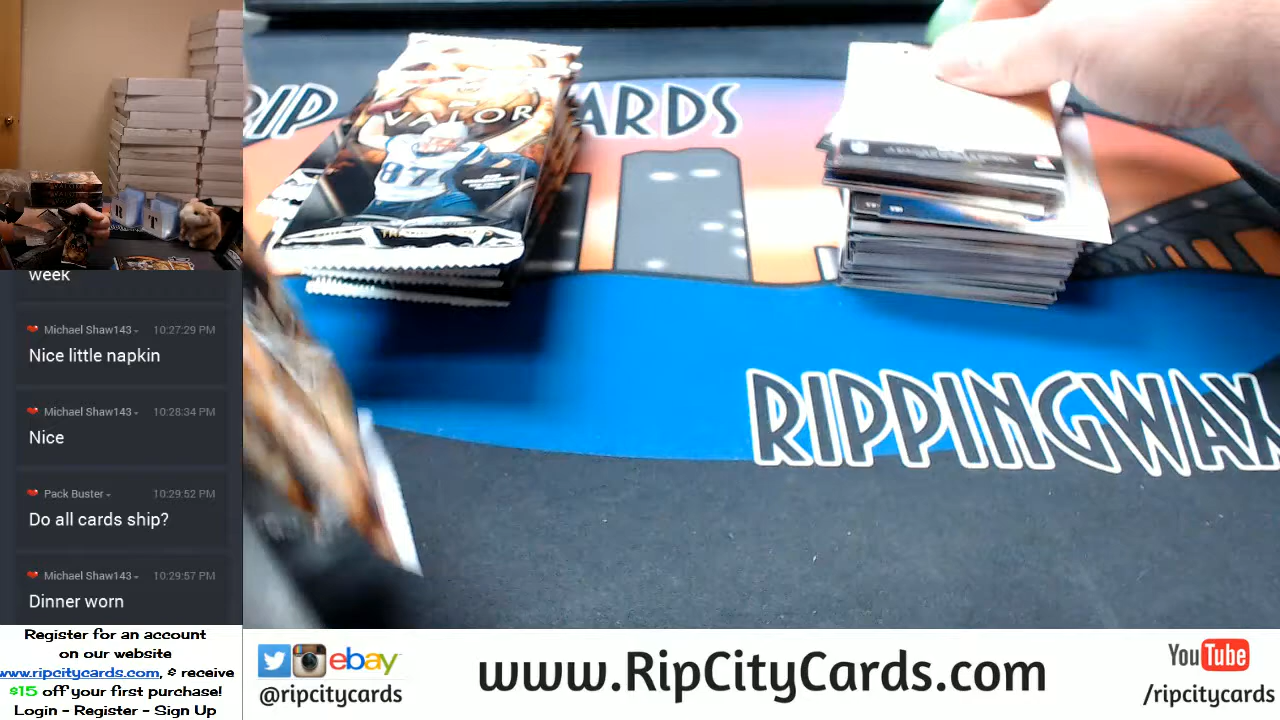 week
Michael Shaw143 - 10:27:29 PM
Nice little napkin
Michael Shaw143 - 10:28:34 PM
Nice
Pack Buster - 10:29:52 PM
Do all cards ship?
Michael Shaw143 - 10:29:57 PM
Dinner worn
Register for an account
on our website
www.ripcitycards.com, & receive
$15 off your first purchase!
Login - Register - Sign Up
RIP
ARDS
VALOR
87
R T
RIPPINGWAX
ebay
@ripcitycards
www.RipCityCards.com
YouTube
/ripcitycards